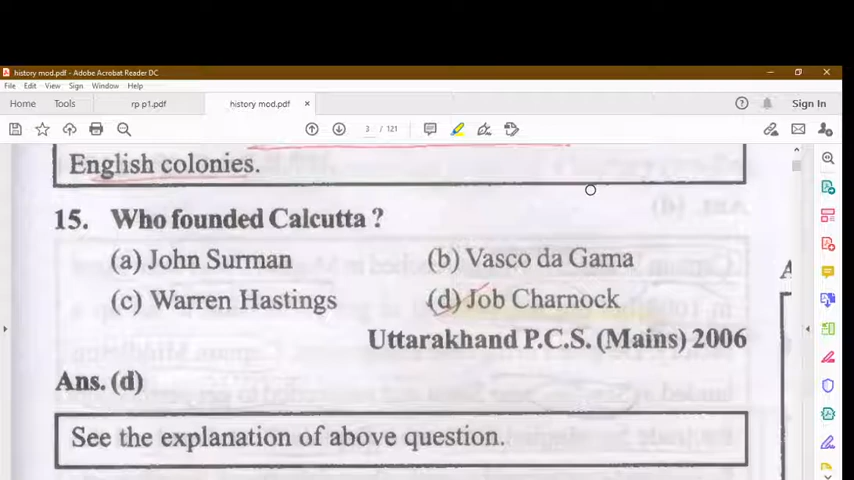 history mod.pdf - Adobe Acrobat Reader DC
File Edit View Sign Window Help
Home Tools rp p1.pdf history mod.pdf × Sign In
3 / 121
English colonies.
15. Who founded Calcutta ?
(a) John Surman (b) Vasco da Gama
(c) Warren Hastings (d) Job Charnock
Uttarakhand P.C.S. (Mains) 2006
Ans. (d)
See the explanation of above question.